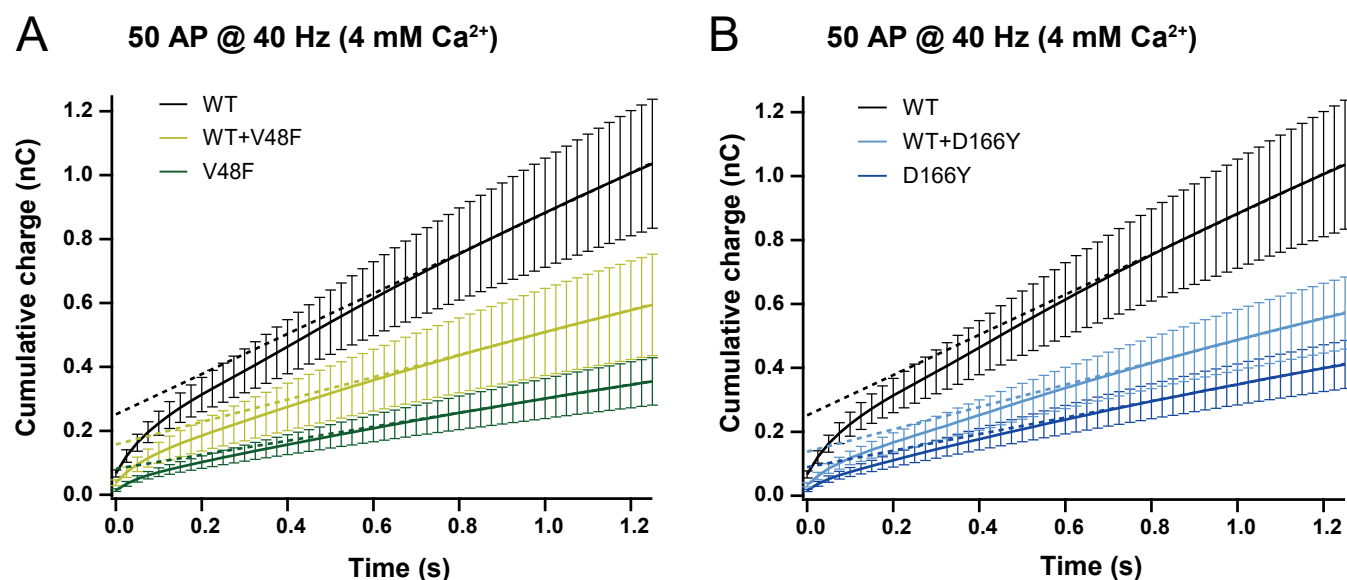 A
50 AP @ 40 Hz (4 mM Ca²⁺)
WT
WT+V48F
V48F
Cumulative charge (nC)
1.2
1.0
0.8
0.6
0.4
0.2
0.0
0.0 0.2 0.4 0.6 0.8 1.0 1.2
Time (s)
B
50 AP @ 40 Hz (4 mM Ca²⁺)
WT
WT+D166Y
D166Y
Cumulative charge (nC)
1.2
1.0
0.8
0.6
0.4
0.2
0.0
0.0 0.2 0.4 0.6 0.8 1.0 1.2
Time (s)